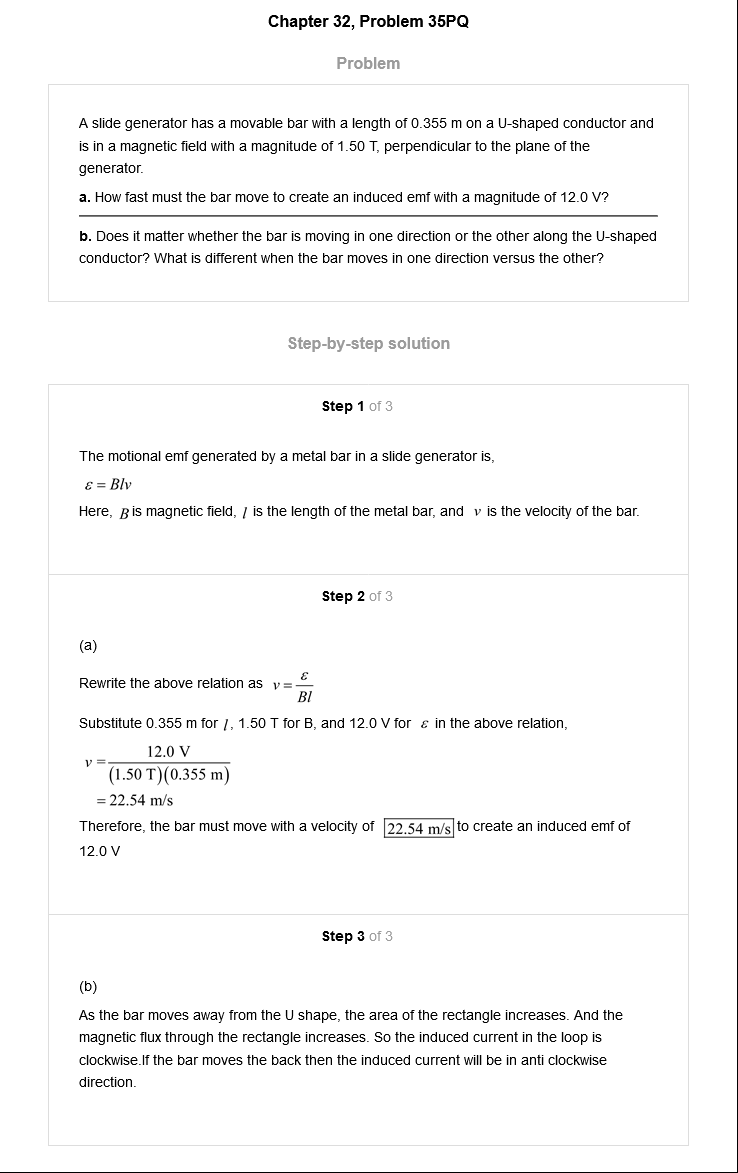 Chapter 32, Problem 35PQ
Problem
A slide generator has a movable bar with a length of 0.355 m on a U-shaped conductor and
is in a magnetic field with a magnitude of 1.50 T, perpendicular to the plane of the
generator.
a. How fast must the bar move to create an induced emf with a magnitude of 12.0 V?
b. Does it matter whether the bar is moving in one direction or the other along the U-shaped
conductor? What is different when the bar moves in one direction versus the other?
Step-by-step solution
Step 1 of 3
The motional emf generated by a metal bar in a slide generator is,
ε = Blv
Here, B is magnetic field, l is the length of the metal bar, and v is the velocity of the bar.
Step 2 of 3
(a)
Rewrite the above relation as v = ε/Bl
Substitute 0.355 m for l, 1.50 T for B, and 12.0 V for ε in the above relation,
v = 12.0 V/(1.50 T)(0.355 m)
= 22.54 m/s
Therefore, the bar must move with a velocity of 22.54 m/s to create an induced emf of
12.0 V
Step 3 of 3
(b)
As the bar moves away from the U shape, the area of the rectangle increases. And the
magnetic flux through the rectangle increases. So the induced current in the loop is
clockwise.If the bar moves the back then the induced current will be in anti clockwise
direction.